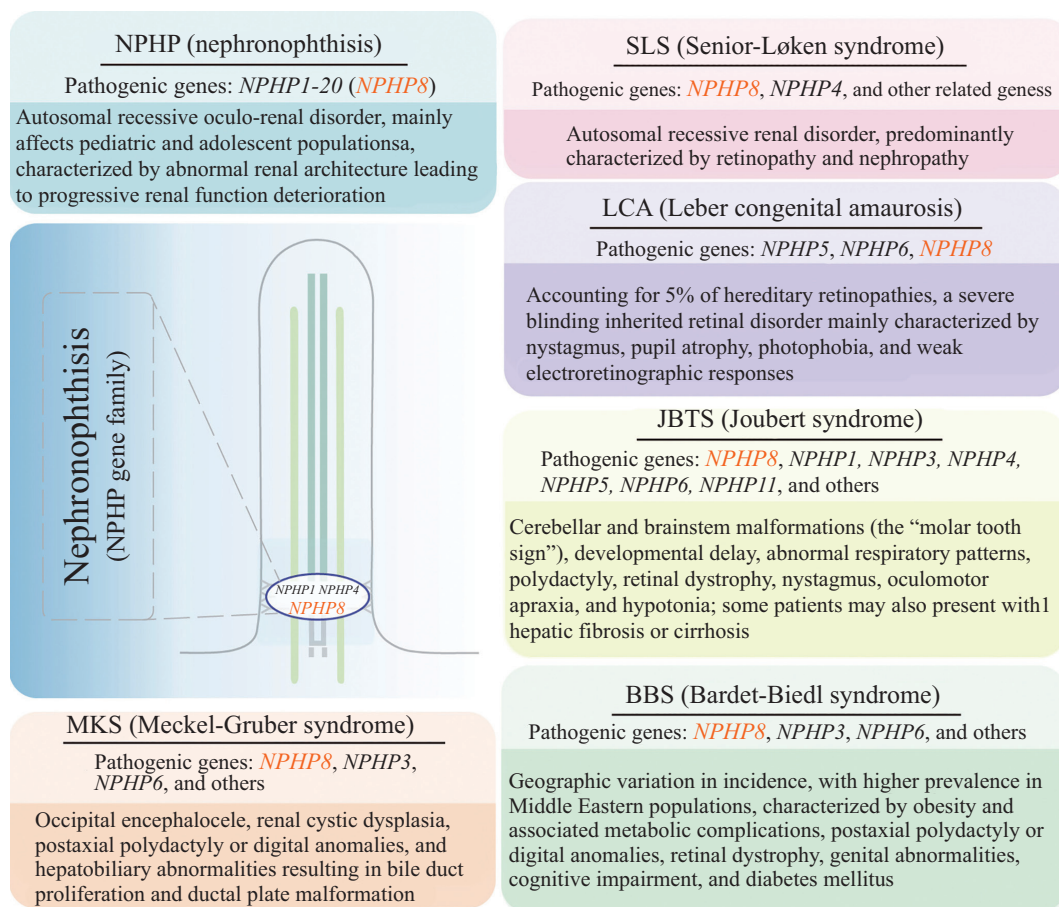 NPHP (nephronophthisis)
Pathogenic genes: NPHP1-20 (NPHP8)
Autosomal recessive oculo-renal disorder, mainly
affects pediatric and adolescent populationsa,
characterized by abnormal renal architecture leading
to progressive renal function deterioration
Nephronophthisis
(NPHP gene family)
NPHP1 NPHP4
NPHP8
MKS (Meckel-Gruber syndrome)
Pathogenic genes: NPHP8, NPHP3,
NPHP6, and others
Occipital encephalocele, renal cystic dysplasia,
postaxial polydactyly or digital anomalies, and
hepatobiliary abnormalities resulting in bile duct
proliferation and ductal plate malformation
SLS (Senior-Løken syndrome)
Pathogenic genes: NPHP8, NPHP4, and other related geness
Autosomal recessive renal disorder, predominantly
characterized by retinopathy and nephropathy
LCA (Leber congenital amaurosis)
Pathogenic genes: NPHP5, NPHP6, NPHP8
Accounting for 5% of hereditary retinopathies, a severe
blinding inherited retinal disorder mainly characterized by
nystagmus, pupil atrophy, photophobia, and weak
electroretinographic responses
JBTS (Joubert syndrome)
Pathogenic genes: NPHP8, NPHP1, NPHP3, NPHP4,
NPHP5, NPHP6, NPHP11, and others
Cerebellar and brainstem malformations (the “molar tooth
sign”), developmental delay, abnormal respiratory patterns,
polydactyly, retinal dystrophy, nystagmus, oculomotor
apraxia, and hypotonia; some patients may also present with1
hepatic fibrosis or cirrhosis
BBS (Bardet-Biedl syndrome)
Pathogenic genes: NPHP8, NPHP3, NPHP6, and others
Geographic variation in incidence, with higher prevalence in
Middle Eastern populations, characterized by obesity and
associated metabolic complications, postaxial polydactyly or
digital anomalies, retinal dystrophy, genital abnormalities,
cognitive impairment, and diabetes mellitus